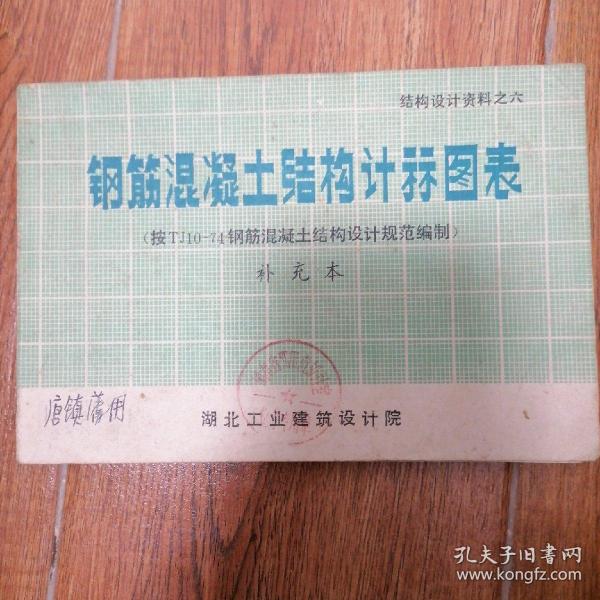 结构设计资料之六
钢筋混凝土结构计祘图表
(按TJ10-74钢筋混凝土结构设计规范编制)
补充本
唐镇藩用
湖北工业建筑设计院
孔夫子旧书网
www.kongfz.com